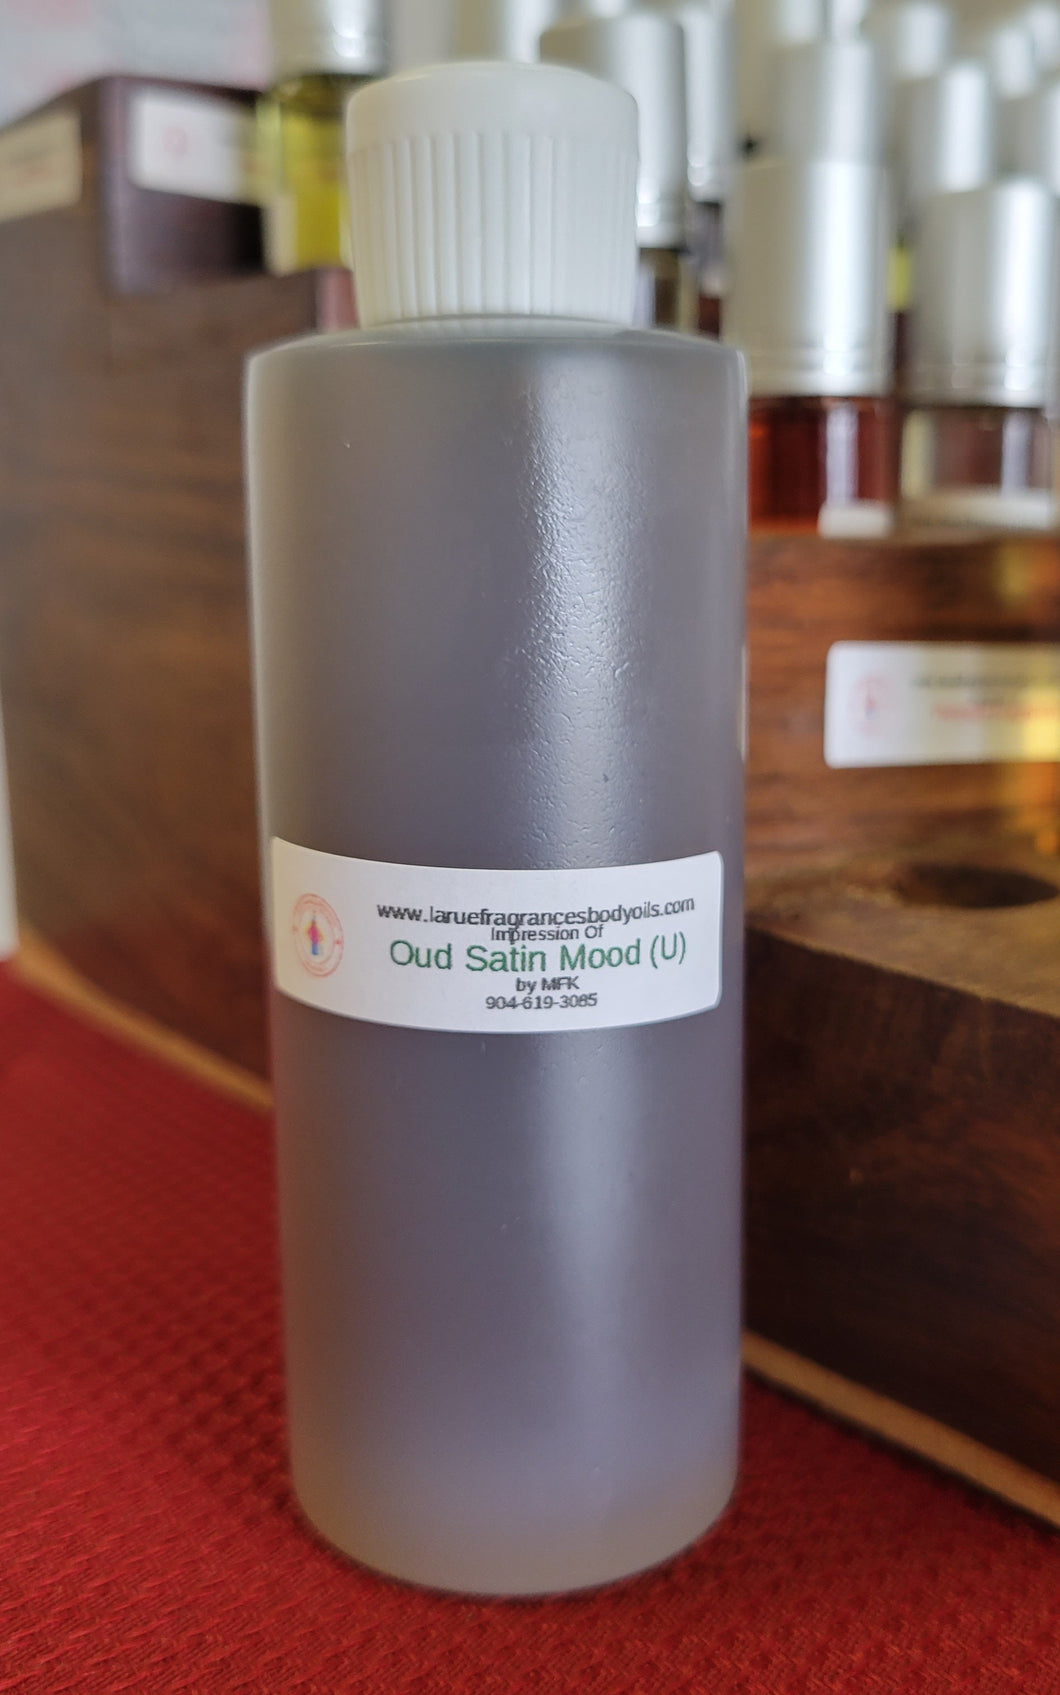 www.laruefragrancesbodyoils.com
Impression Of
Oud Satin Mood (U)
by MFK
904-619-3085